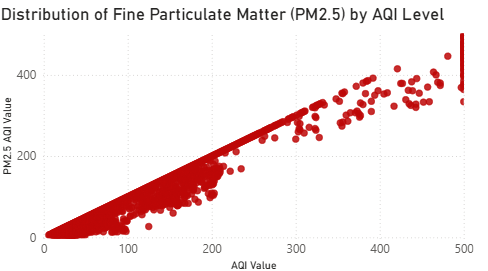 Distribution of Fine Particulate Matter (PM2.5) by AQI Level
PM2.5 AQI Value
400
200
0
0 100 200 300 400 500
AQI Value